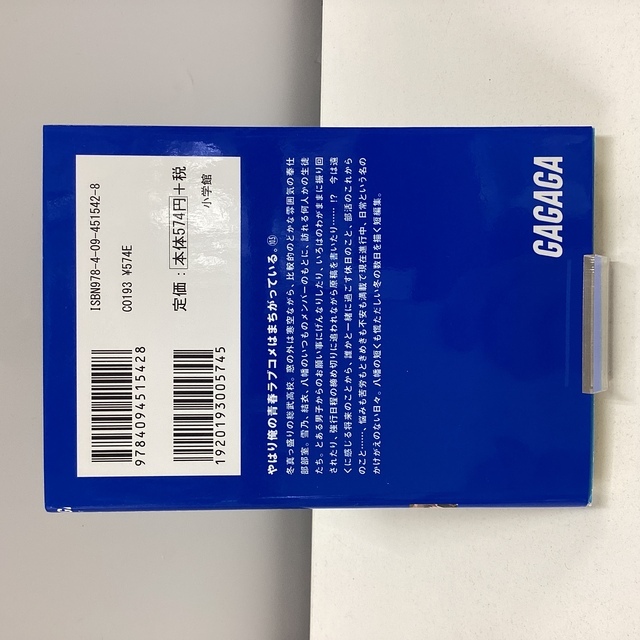 ISBN978-4-09-451542-8
C0193 ¥574E
定価:本体574円+税
小学館
9784094515428
1920193005745
やはり俺の青春ラブコメはまちがっている。⑩.5
冬真っ盛りの総武高校。窓の外は寒空ながら、比較的のどかな雰囲気の奉仕
部部室。雪乃、結衣、八幡のいつものメンバーのもとに、訪れる何人かの生徒
たち。とある男子からのお願い事にげんなりしたり、いろはのわがままに振り回
されたり、強行日程の締め切りに追われながら原稿を書いたり……!? 今は遠
くに感じる将来のことから、誰かと一緒に過ごす休日のこと、部活のこれから
のこと……、悩みも苦労もときめきも不安も満載で現在進行中、日常という名の
かけがえのない日々。八幡の短くも慌ただしい冬の数日を描く短編集。
GAGAGA